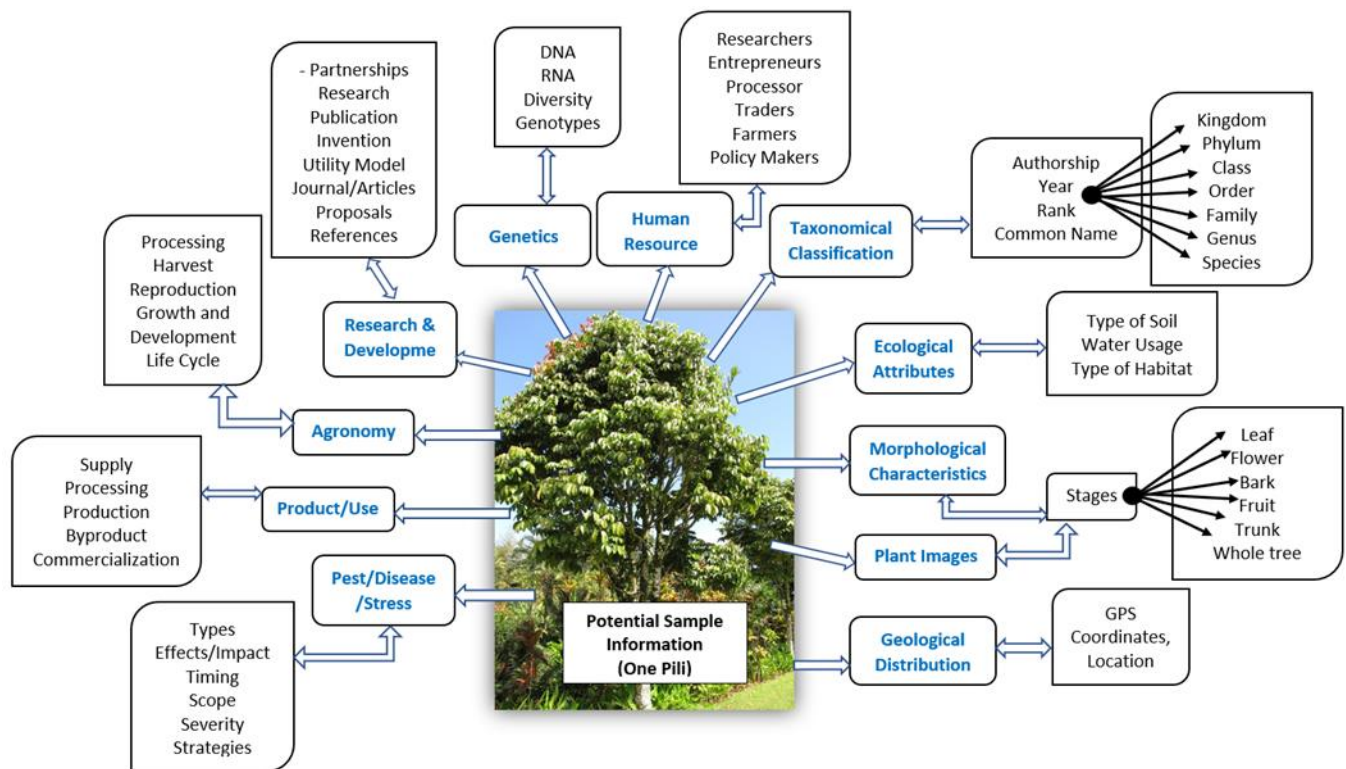 - Partnerships
Research
Publication
Invention
Utility Model
Journal/Articles
Proposals
References
DNA
RNA
Diversity
Genotypes
Researchers
Entrepreneurs
Processor
Traders
Farmers
Policy Makers
Authorship
Year
Rank
Common Name
Kingdom
Phylum
Class
Order
Family
Genus
Species
Processing
Harvest
Reproduction
Growth and
Development
Life Cycle
Research &
Developme
Genetics
Human
Resource
Taxonomical
Classification
Ecological
Attributes
Type of Soil
Water Usage
Type of Habitat
Agronomy
Morphological
Characteristics
Stages
Leaf
Flower
Bark
Fruit
Trunk
Whole tree
Supply
Processing
Production
Byproduct
Commercialization
Product/Use
Plant Images
Pest/Disease
/Stress
Types
Effects/Impact
Timing
Scope
Severity
Strategies
Potential Sample
Information
(One Pili)
Geological
Distribution
GPS
Coordinates,
Location